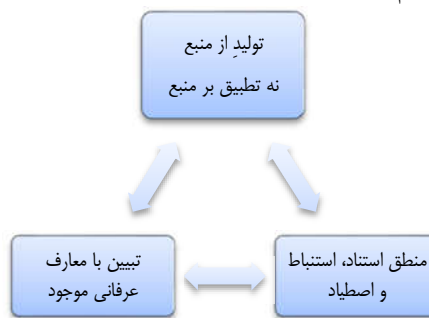 تولیدِ از منبع
نه تطبیق بر منبع
منطق استناد، استنباط
و اصطیاد
تبیین با معارف
عرفانی موجود